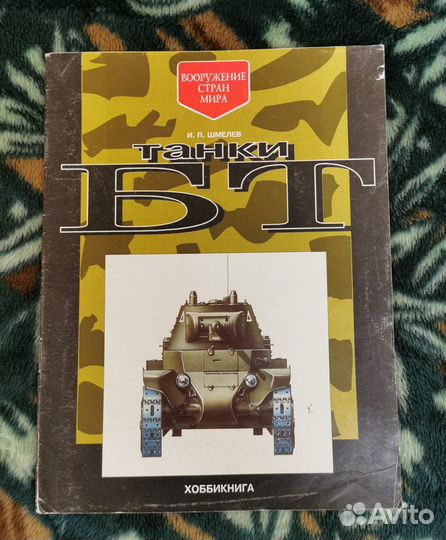 ВООРУЖЕНИЕ
СТРАН
МИРА
И. П. ШМЕЛЕВ
танки
БТ
ХОББИКНИГА
Avito